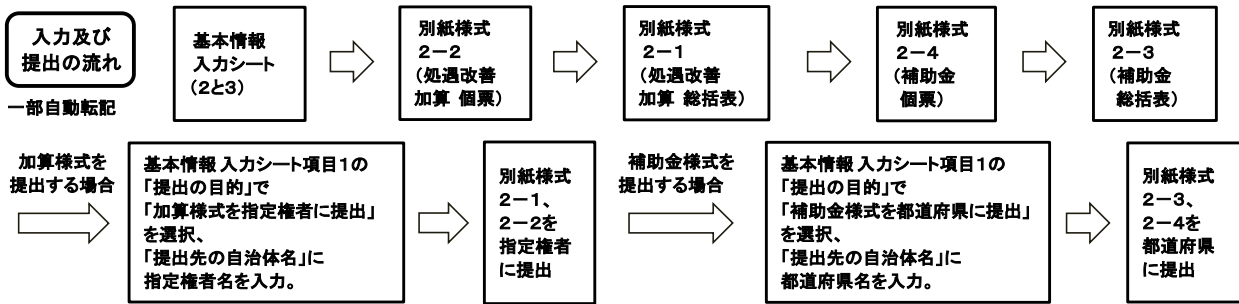 入力及び
提出の流れ
一部自動転記
基本情報
入力シート
(2と3)
別紙様式
2－2
(処遇改善
加算 個票)
別紙様式
2－1
(処遇改善
加算 総括表)
別紙様式
2－4
(補助金
個票)
別紙様式
2－3
(補助金
総括表)
加算様式を
提出する場合
基本情報 入力シート項目1の
「提出の目的」で
「加算様式を指定権者に提出」
を選択、
「提出先の自治体名」に
指定権者名を入力。
別紙様式
2－1、
2－2を
指定権者
に提出
補助金様式を
提出する場合
基本情報 入力シート項目1の
「提出の目的」で
「補助金様式を都道府県に提出」
を選択、
「提出先の自治体名」に
都道府県名を入力。
別紙様式
2－3、
2－4を
都道府県
に提出